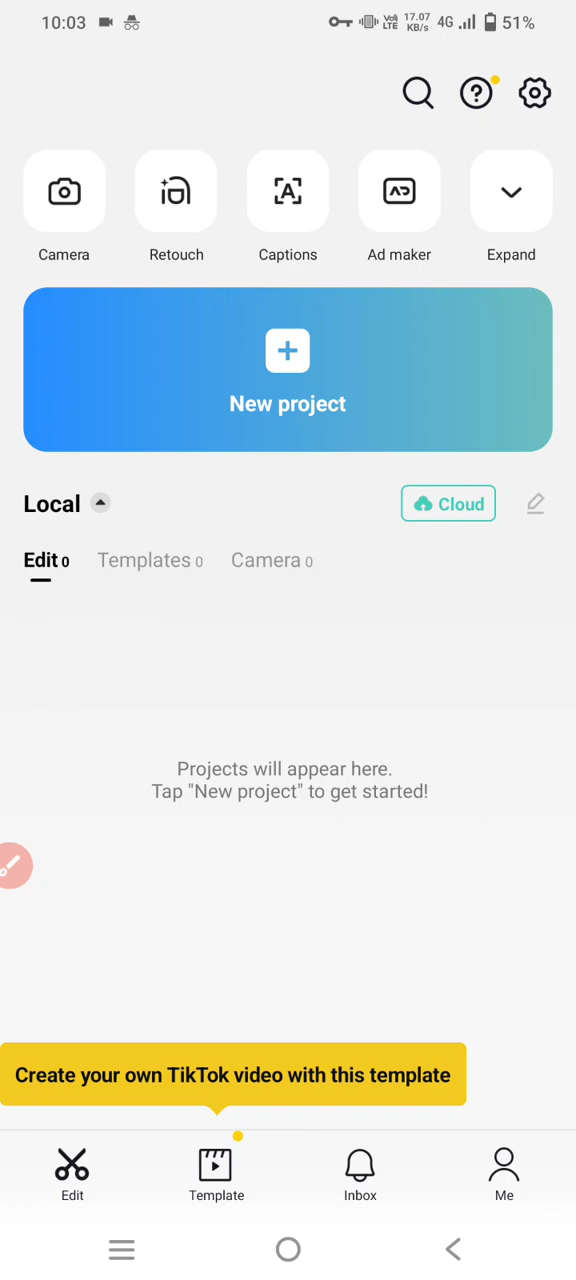 10:03 Vo) LTE 17.07 KB/s 4G 51%
Camera Retouch Captions Ad maker Expand
New project
Local Cloud
Edit 0 Templates 0 Camera 0
Projects will appear here.
Tap "New project" to get started!
Create your own TikTok video with this template
Edit Template Inbox Me